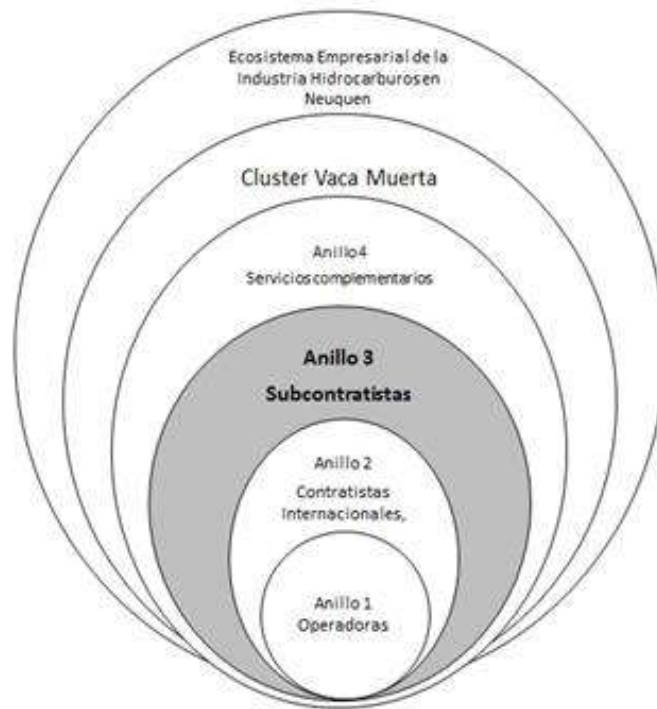 Ecosistema Empresarial de la
Industria Hidrocarburos en
Neuquen
Cluster Vaca Muerta
Anillo 4
Servicios complementarios
Anillo 3
Subcontratistas
Anillo 2
Contratistas
Internacionales,
Anillo 1
Operadoras